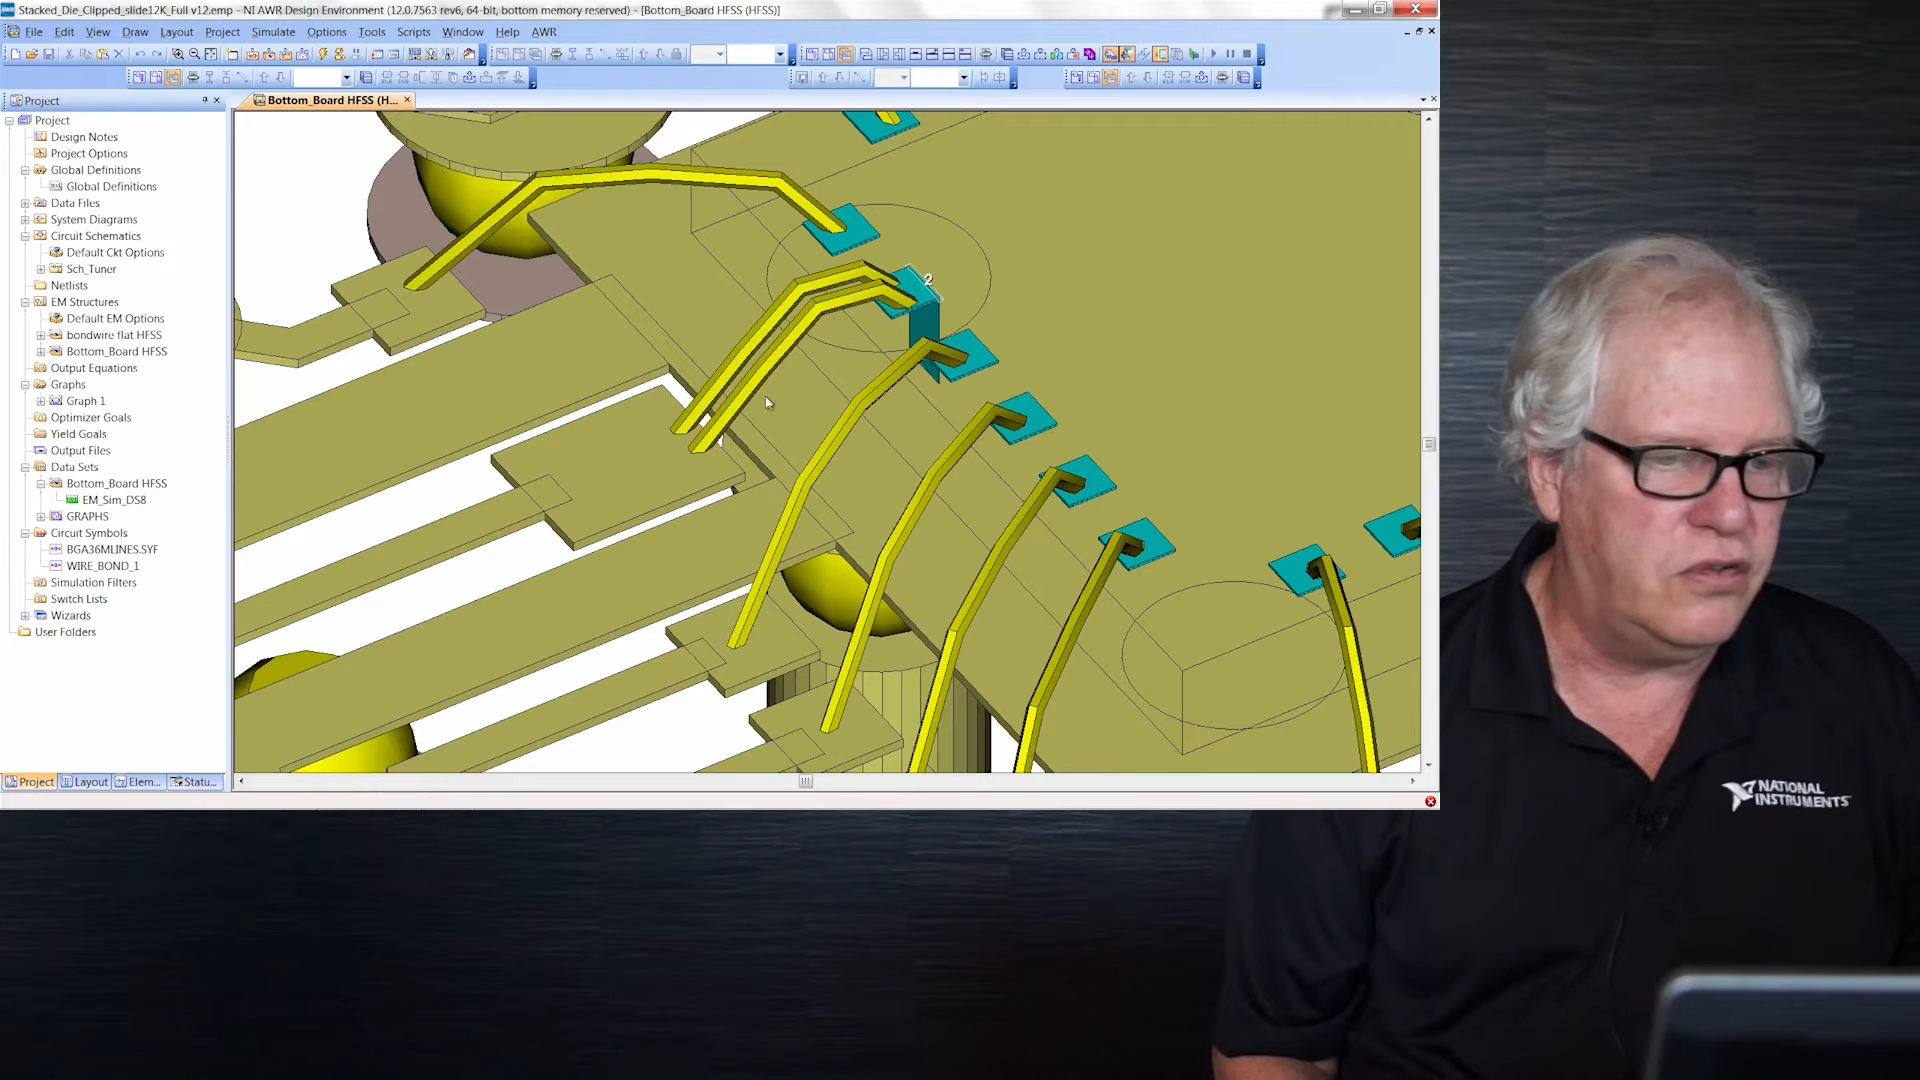 Stacked_Die_Clipped_slide12K_Full v12.emp - NI AWR Design Environment (12.0.7563 rev6, 64-bit, bottom memory reserved) - [Bottom_Board HFSS (HFSS)]
File Edit View Draw Layout Project Simulate Options Tools Scripts Window Help AWR
Project
Bottom_Board HFSS (H...
Project
Design Notes
Project Options
Global Definitions
Global Definitions
Data Files
System Diagrams
Circuit Schematics
Default Ckt Options
Sch_Tuner
Netlists
EM Structures
Default EM Options
bondwire flat HFSS
Bottom_Board HFSS
Output Equations
Graphs
Graph 1
Optimizer Goals
Yield Goals
Output Files
Data Sets
Bottom_Board HFSS
EM_Sim_DS8
GRAPHS
Circuit Symbols
BGA36MLINES.SYF
WIRE_BOND_1
Simulation Filters
Switch Lists
Wizards
User Folders
Project Layout Elem... Statu...
2
NATIONAL
INSTRUMENTS